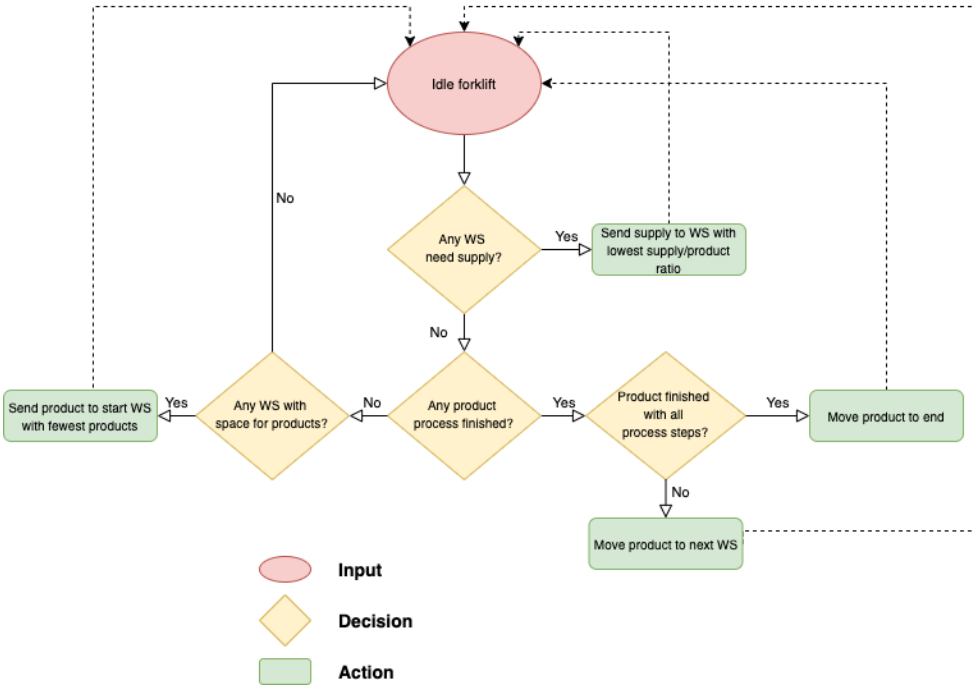 Idle forklift
No
Any WS
need supply?
Yes
Send supply to WS with
lowest supply/product
ratio
No
Send product to start WS
with fewest products
Yes
Any WS with
space for products?
No
Any product
process finished?
Yes
Product finished
with all
process steps?
Yes
Move product to end
No
Move product to next WS
Input
Decision
Action